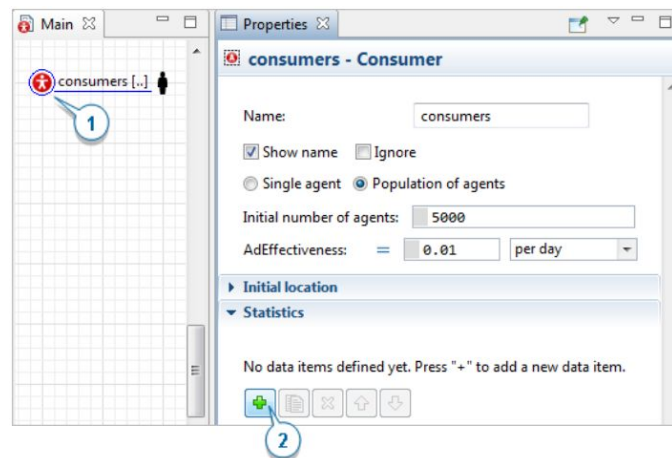 Main
consumers [..]
1
Properties
consumers - Consumer
Name: consumers
Show name Ignore
Single agent Population of agents
Initial number of agents: 5000
AdEffectiveness: = 0.01 per day
Initial location
Statistics
No data items defined yet. Press "+" to add a new data item.
2